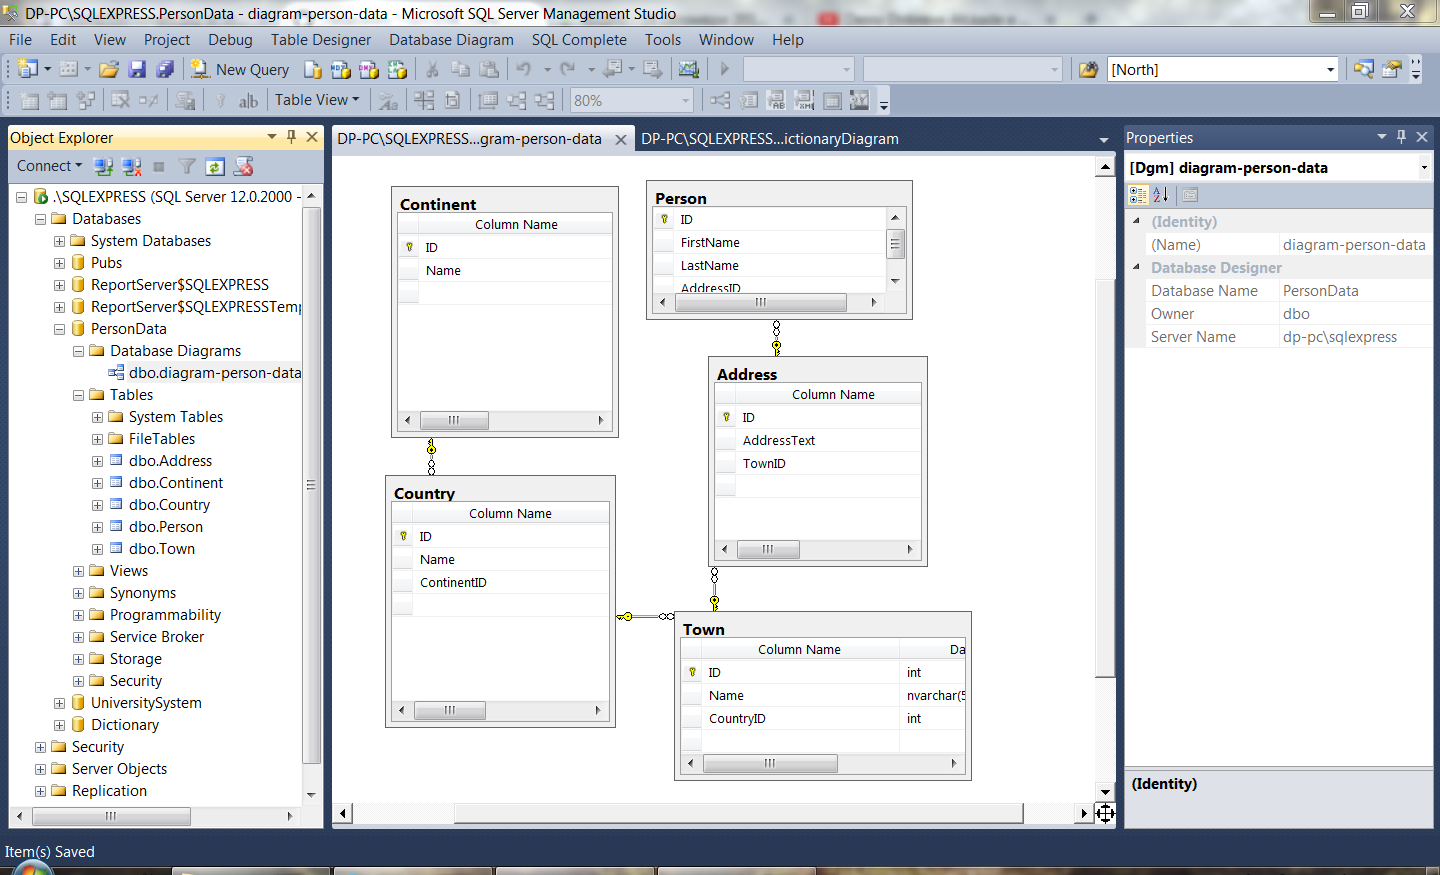 DP-PC\SQLEXPRESS.PersonData - diagram-person-data - Microsoft SQL Server Management Studio
File Edit View Project Debug Table Designer Database Diagram SQL Complete Tools Window Help
New Query [North]
Table View 80%
Object Explorer
Connect
.\SQLEXPRESS (SQL Server 12.0.2000 -
Databases
System Databases
Pubs
ReportServer$SQLEXPRESS
ReportServer$SQLEXPRESSTemp
PersonData
Database Diagrams
dbo.diagram-person-data
Tables
System Tables
FileTables
dbo.Address
dbo.Continent
dbo.Country
dbo.Person
dbo.Town
Views
Synonyms
Programmability
Service Broker
Storage
Security
UniversitySystem
Dictionary
Security
Server Objects
Replication
DP-PC\SQLEXPRESS...gram-person-data DP-PC\SQLEXPRESS...ictionaryDiagram
Continent
Column Name
ID
Name
Person
ID
FirstName
LastName
AddressID
Address
Column Name
ID
AddressText
TownID
Country
Column Name
ID
Name
ContinentID
Town
Column Name Da
ID int
Name nvarchar(5
CountryID int
Properties
[Dgm] diagram-person-data
(Identity)
(Name) diagram-person-data
Database Designer
Database Name PersonData
Owner dbo
Server Name dp-pc\sqlexpress
(Identity)
Item(s) Saved